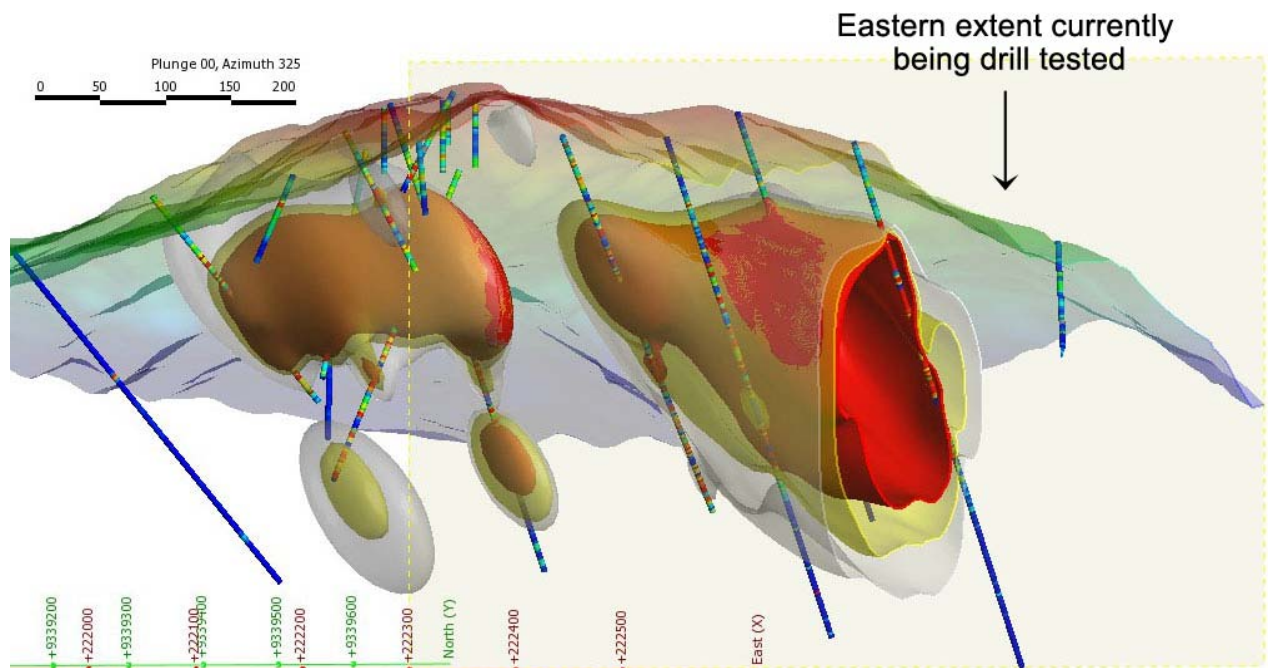 Eastern extent currently
being drill tested
Plunge 00, Azimuth 325
0 50 100 150 200
+9339200
+222000
+9339300
+222100
+9339400
+9339500
+222200
+9339600
+222300
North (Y)
+222400
+222500
East (X)